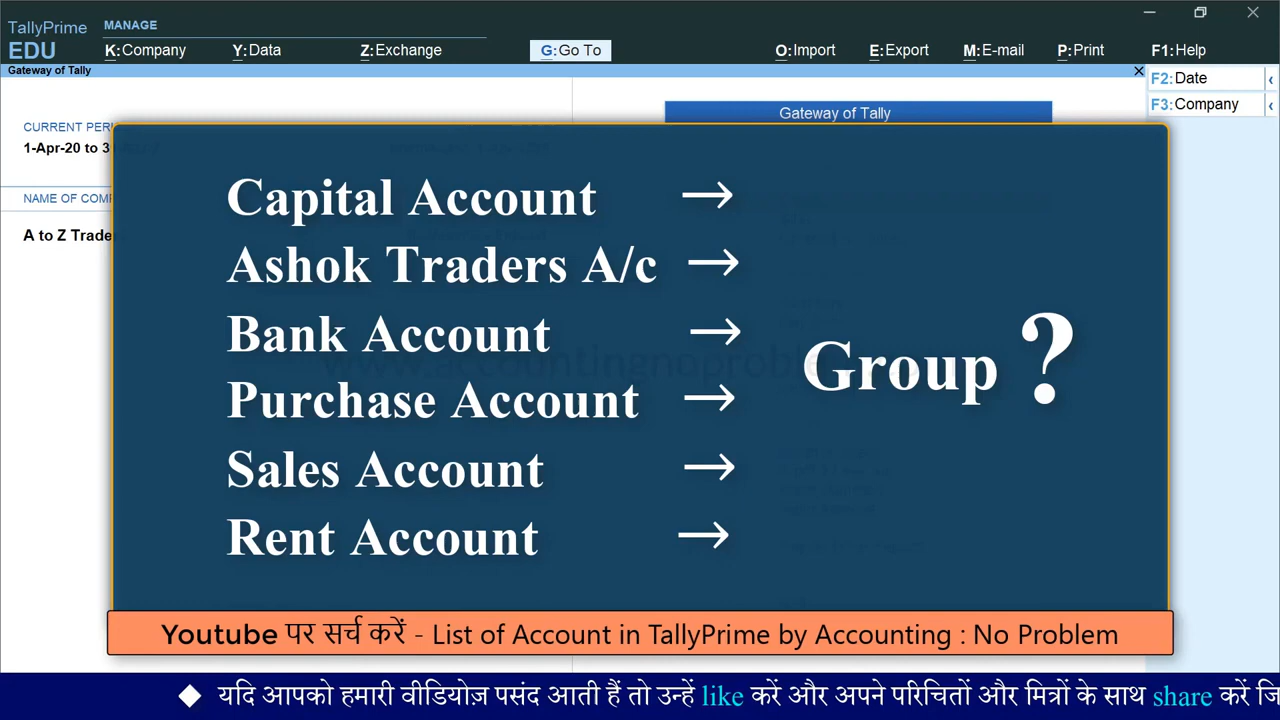 TallyPrime
EDU
MANAGE
K:Company Y:Data Z:Exchange G:Go To O:Import E:Export M:E-mail P:Print F1:Help
Gateway of Tally
F2:Date
F3:Company
Gateway of Tally
CURRENT PERI
1-Apr-20 to 3
NAME OF COM
A to Z Trade
Capital Account →
Ashok Traders A/c →
Bank Account →
Purchase Account →
Sales Account →
Rent Account →
Group ?
Youtube पर सर्च करें - List of Account in TallyPrime by Accounting : No Problem
◆ यदि आपको हमारी वीडियोज़ पसंद आती हैं तो उन्हें like करें और अपने परिचितों और मित्रों के साथ share करें जि